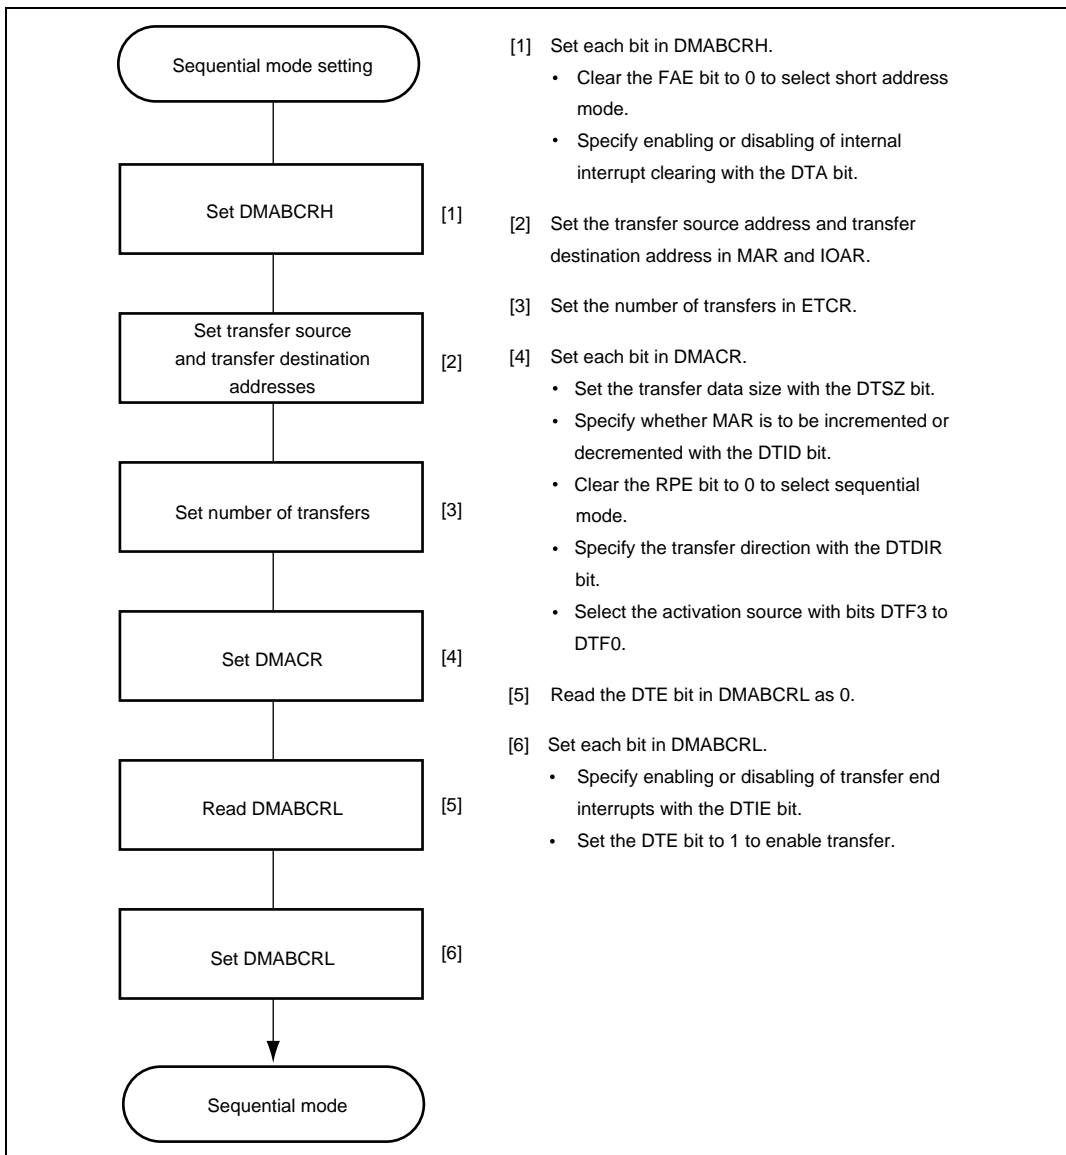 Sequential mode setting
Set DMABCRH
[1]
Set transfer source
and transfer destination
addresses
[2]
Set number of transfers
[3]
Set DMACR
[4]
Read DMABCRL
[5]
Set DMABCRL
[6]
Sequential mode
[1] Set each bit in DMABCRH.
• Clear the FAE bit to 0 to select short address
mode.
• Specify enabling or disabling of internal
interrupt clearing with the DTA bit.
[2] Set the transfer source address and transfer
destination address in MAR and IOAR.
[3] Set the number of transfers in ETCR.
[4] Set each bit in DMACR.
• Set the transfer data size with the DTSZ bit.
• Specify whether MAR is to be incremented or
decremented with the DTID bit.
• Clear the RPE bit to 0 to select sequential
mode.
• Specify the transfer direction with the DTDIR
bit.
• Select the activation source with bits DTF3 to
DTF0.
[5] Read the DTE bit in DMABCRL as 0.
[6] Set each bit in DMABCRL.
• Specify enabling or disabling of transfer end
interrupts with the DTIE bit.
• Set the DTE bit to 1 to enable transfer.